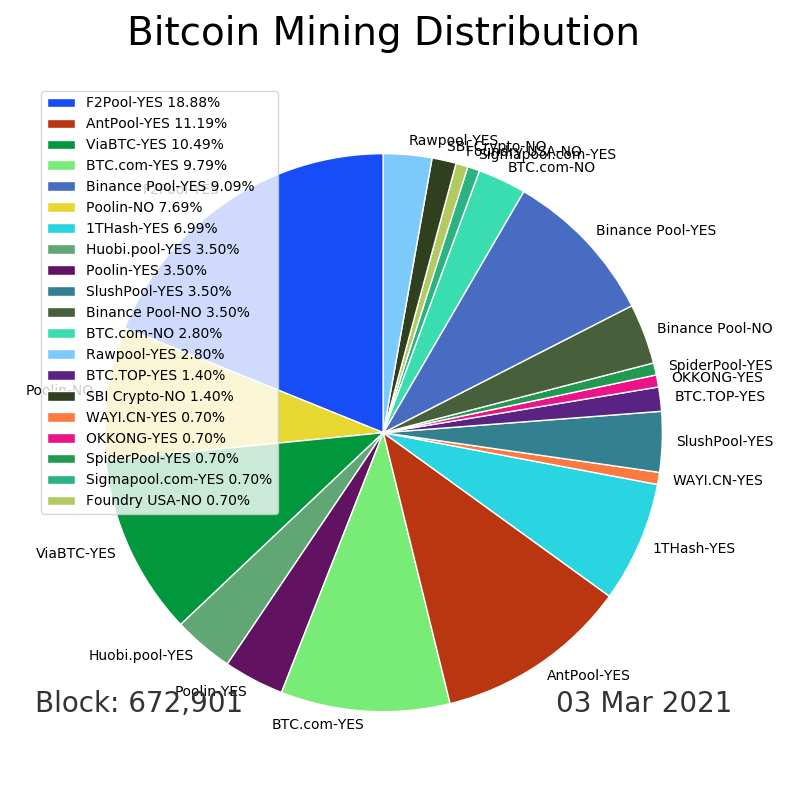 Bitcoin Mining Distribution
F2Pool-YES 18.88%
AntPool-YES 11.19%
ViaBTC-YES 10.49%
BTC.com-YES 9.79%
Binance Pool-YES 9.09%
Poolin-NO 7.69%
1THash-YES 6.99%
Huobi.pool-YES 3.50%
Poolin-YES 3.50%
SlushPool-YES 3.50%
Binance Pool-NO 3.50%
BTC.com-NO 2.80%
Rawpool-YES 2.80%
BTC.TOP-YES 1.40%
SBI Crypto-NO 1.40%
WAYI.CN-YES 0.70%
OKKONG-YES 0.70%
SpiderPool-YES 0.70%
Sigmapool.com-YES 0.70%
Foundry USA-NO 0.70%
Rawpool-YES
SBI Crypto-NO
Foundry USA-NO
Sigmapool.com-YES
BTC.com-NO
Binance Pool-YES
Binance Pool-NO
SpiderPool-YES
OKKONG-YES
BTC.TOP-YES
SlushPool-YES
WAYI.CN-YES
1THash-YES
AntPool-YES
BTC.com-YES
Poolin-YES
Huobi.pool-YES
ViaBTC-YES
Poolin-NO
F2Pool-YES
Block: 672,901
03 Mar 2021